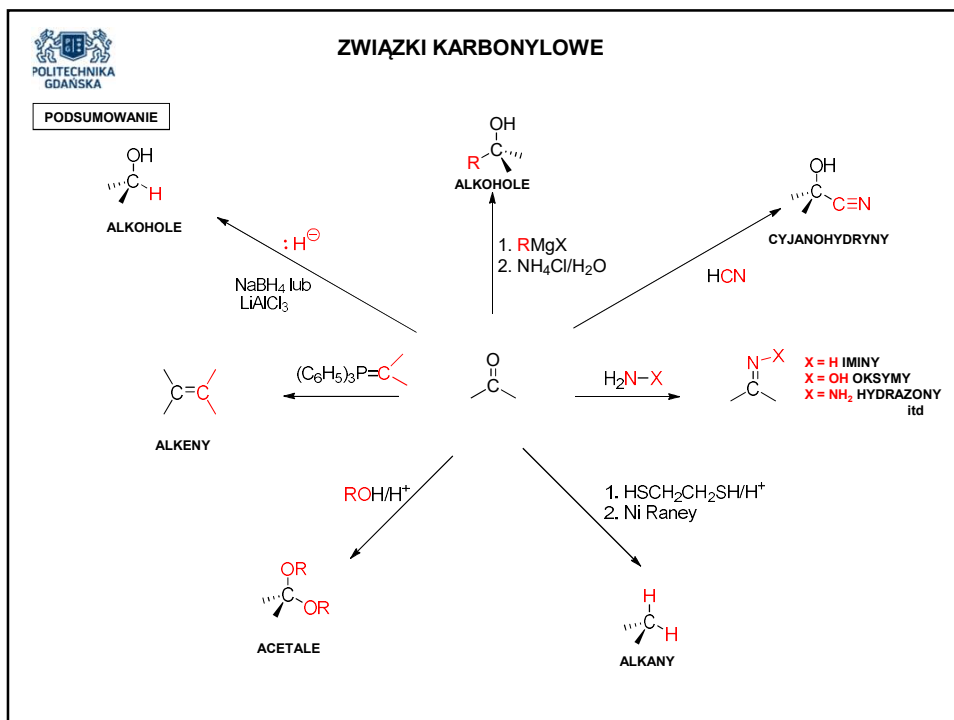 POLITECHNIKA
GDAŃSKA
ZWIĄZKI KARBONYLOWE
PODSUMOWANIE
OH
C
H
ALKOHOLE
OH
R C
ALKOHOLE
OH
C C≡N
CYJANOHYDRYNY
:H⊖
NaBH4 lub
LiAlCl3
1. RMgX
2. NH4Cl/H2O
HCN
C=C
ALKENY
(C6H5)3P=C
O
C
H2N-X
N-X
C
X = H IMINY
X = OH OKSYMY
X = NH2 HYDRAZONY
itd
ROH/H+
1. HSCH2CH2SH/H+
2. Ni Raney
OR
C
OR
ACETALE
H
C
H
ALKANY